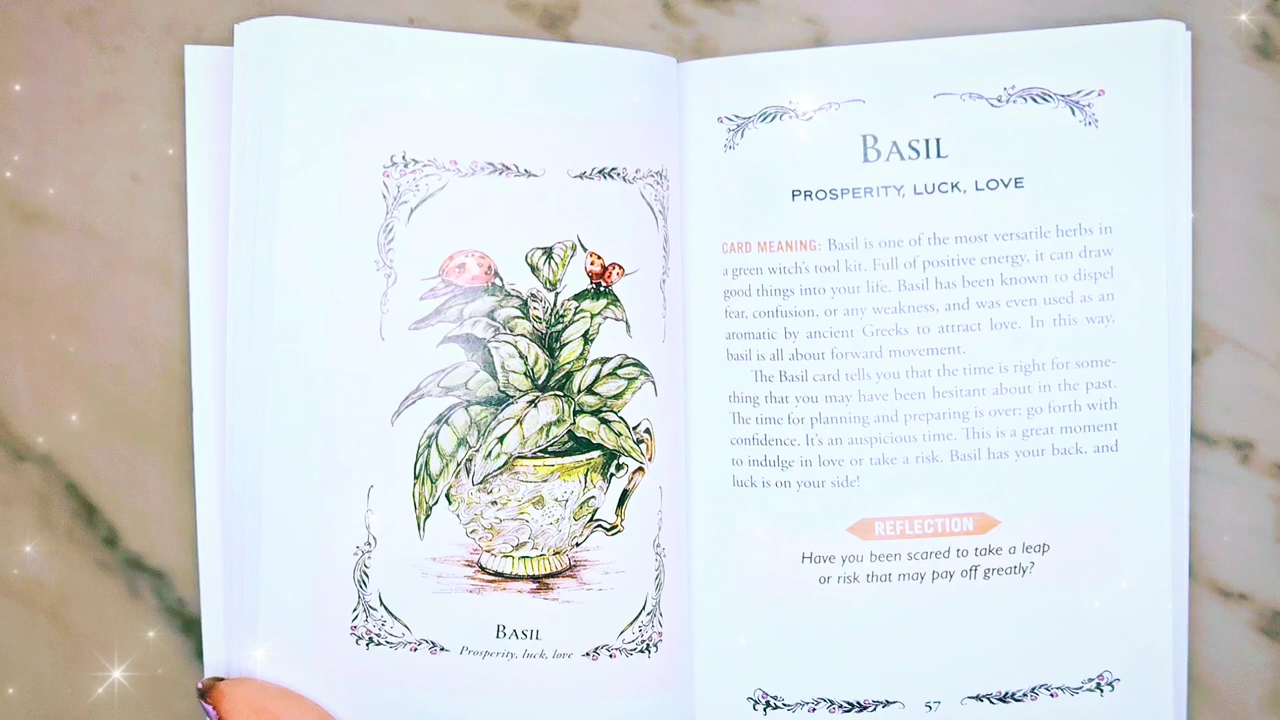 Basil
Prosperity, luck, love
Basil
Prosperity, Luck, Love
CARD MEANING: Basil is one of the most versatile herbs in
a green witch's tool kit. Full of positive energy, it can draw
good things into your life. Basil has been known to dispel
fear, confusion, or any weakness, and was even used as an
aromatic by ancient Greeks to attract love. In this way,
basil is all about forward movement.
The Basil card tells you that the time is right for some-
thing that you may have been hesitant about in the past.
The time for planning and preparing is over; go forth with
confidence. It's an auspicious time. This is a great moment
to indulge in love or take a risk. Basil has your back, and
luck is on your side!
REFLECTION
Have you been scared to take a leap
or risk that may pay off greatly?
57